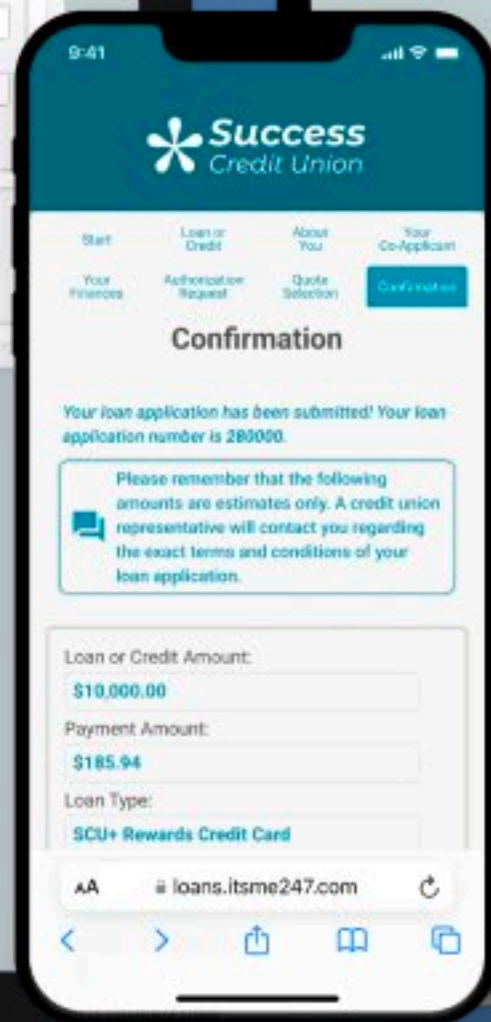 9:41
Success
Credit Union
Start
Loan or
Credit
About
You
Your
Co-Applicant
Your
Finances
Authorization
Request
Quote
Selection
Confirmation
Confirmation
Your loan application has been submitted! Your loan
application number is 280000.
Please remember that the following
amounts are estimates only. A credit union
representative will contact you regarding
the exact terms and conditions of your
loan application.
Loan or Credit Amount:
$10,000.00
Payment Amount:
$185.94
Loan Type:
SCU+ Rewards Credit Card
AA
loans.itsme247.com